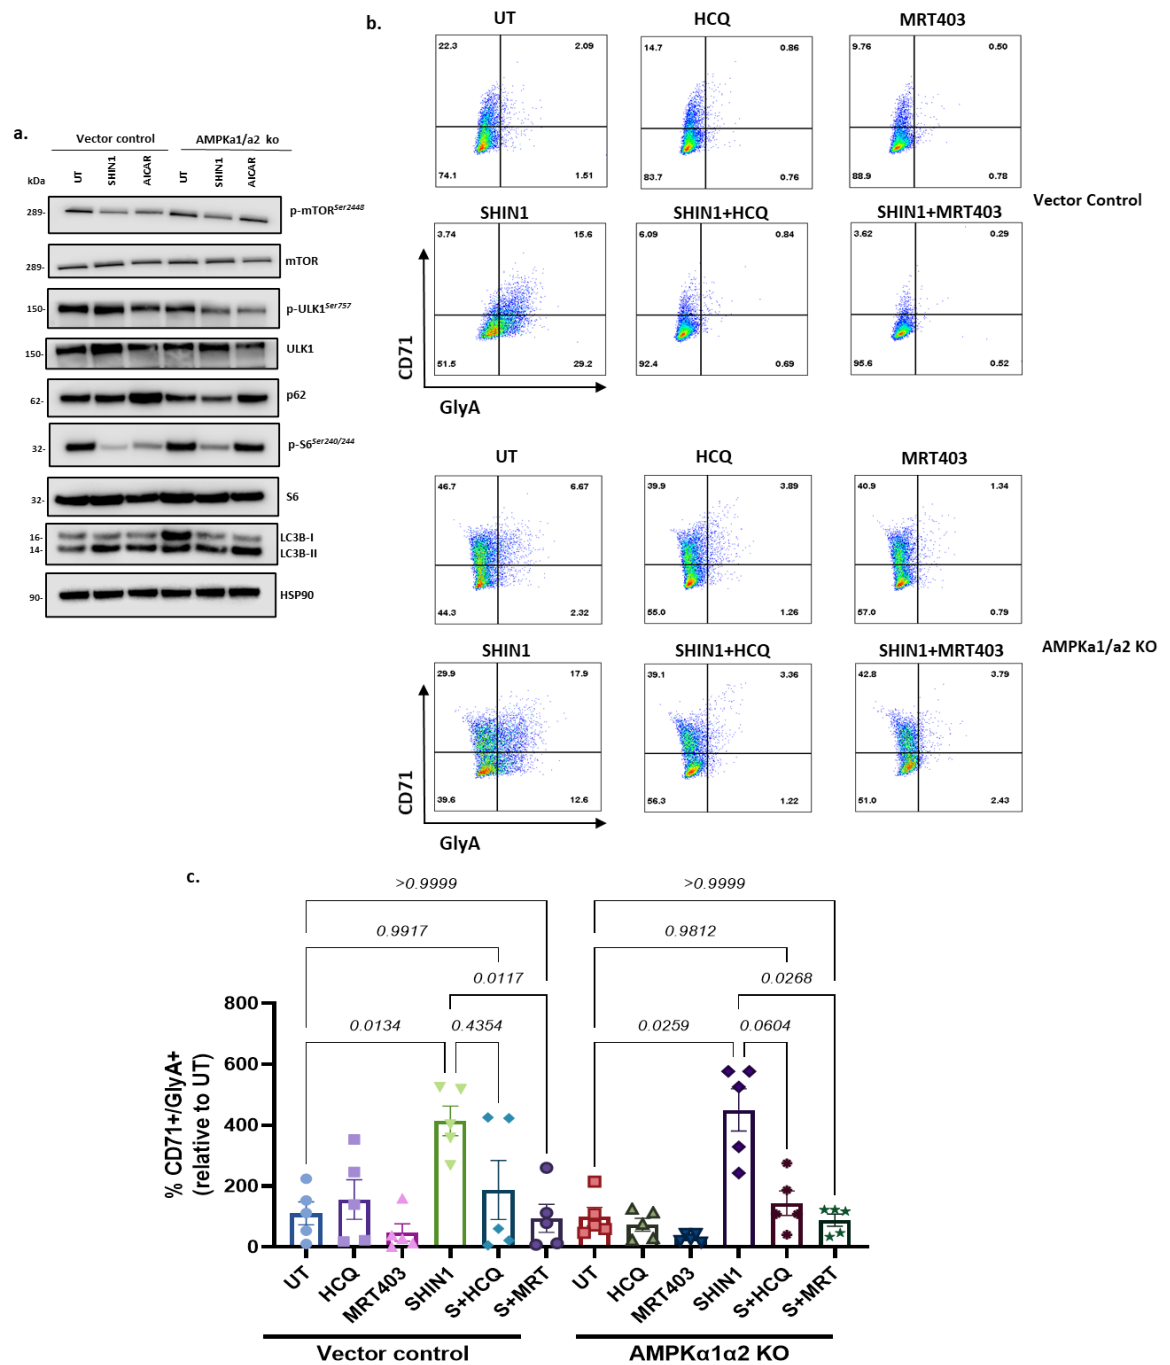 a.
Vector control AMPKa1/a2 ko
UT SHIN1 AICAR UT SHIN1 AICAR
kDa
289- p-mTORSer2448
289- mTOR
150- p-ULK1Ser757
150- ULK1
62- p62
32- p-S6Ser240/244
32- S6
16- LC3B-I
14- LC3B-II
90- HSP90
b.
UT HCQ MRT403
22.3 2.09 14.7 0.86 9.76 0.50
74.1 1.51 83.7 0.76 88.9 0.78
Vector Control
SHIN1 SHIN1+HCQ SHIN1+MRT403
3.74 15.6 6.09 0.84 3.62 0.29
51.5 29.2 92.4 0.69 95.6 0.52
CD71
GlyA
UT HCQ MRT403
46.7 6.67 39.9 3.89 40.9 1.34
44.3 2.32 55.0 1.26 57.0 0.79
AMPKa1/a2 KO
SHIN1 SHIN1+HCQ SHIN1+MRT403
29.9 17.9 39.1 3.36 42.8 3.79
39.6 12.6 56.3 1.22 51.0 2.43
CD71
GlyA
c.
>0.9999 >0.9999
0.9917 0.9812
0.0117 0.0268
0.0134 0.4354 0.0259 0.0604
% CD71+/GlyA+
(relative to UT)
800
600
400
200
0
UT HCQ MRT403 SHIN1 S+HCQ S+MRT UT HCQ MRT403 SHIN1 S+HCQ S+MRT
Vector control AMPKα1α2 KO